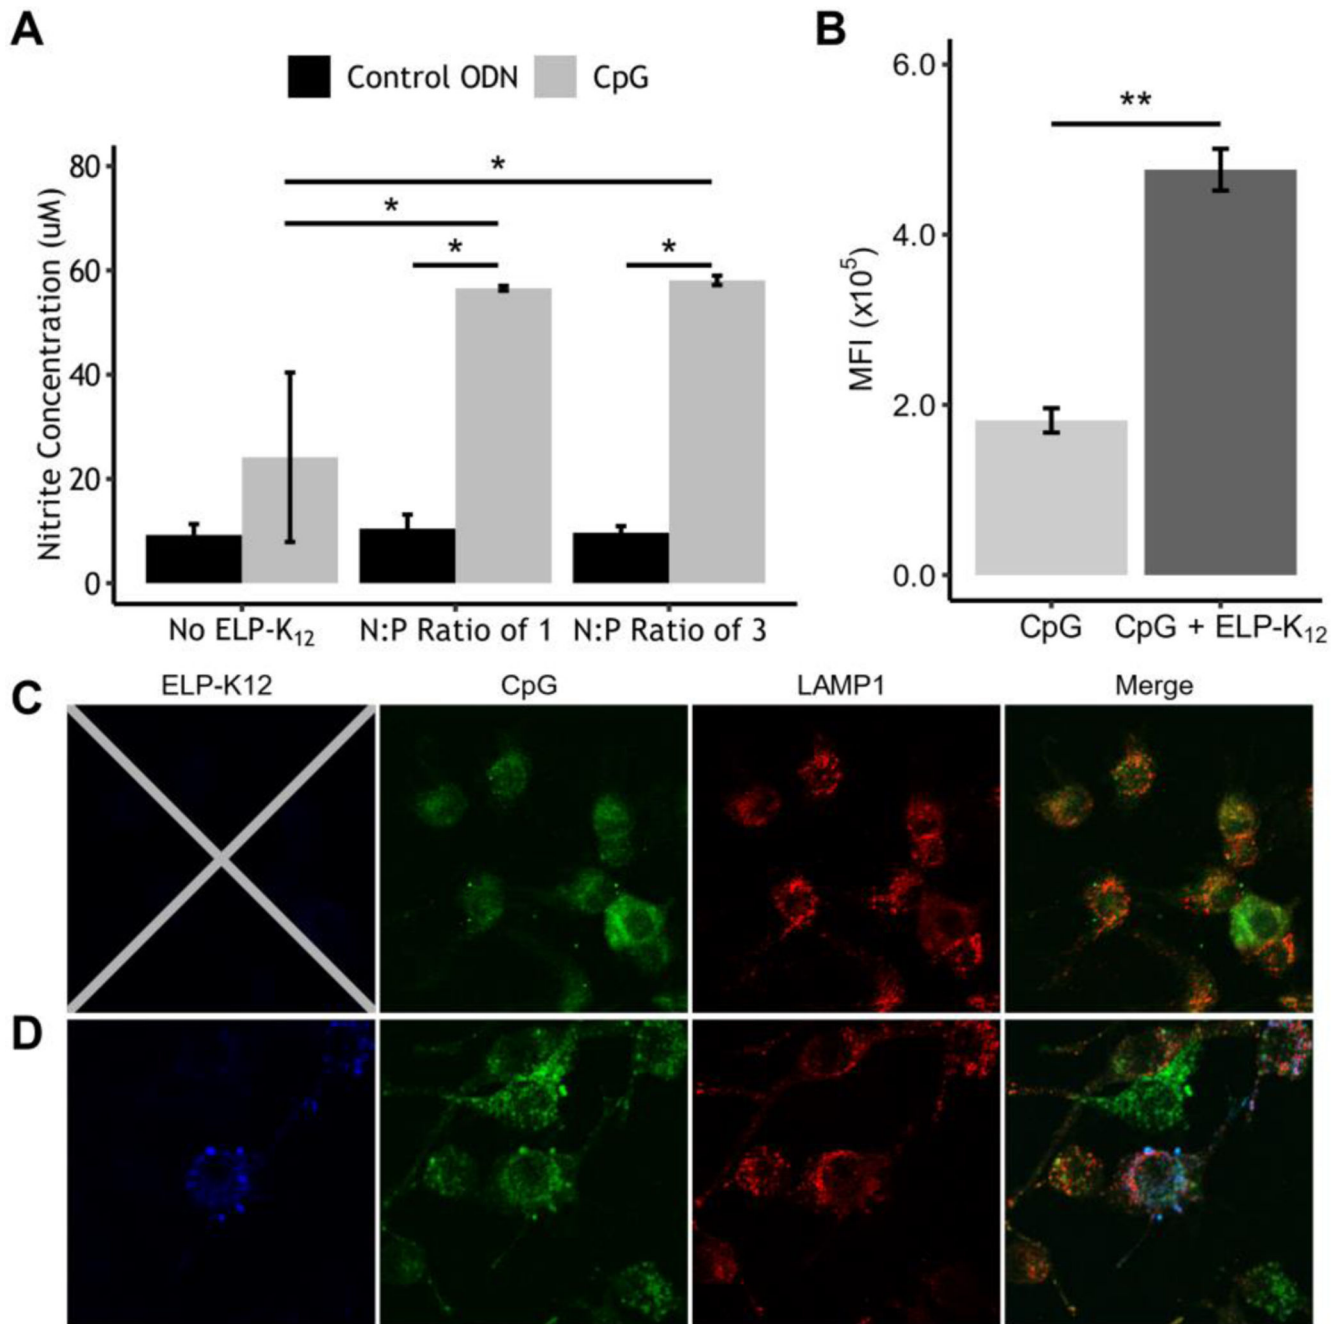 A
B
Control ODN CpG
Nitrite Concentration (uM)
80
60
40
20
0
*
*
*
*
No ELP-K12 N:P Ratio of 1 N:P Ratio of 3
MFI (x10^5)
6.0
4.0
2.0
0.0
**
CpG CpG + ELP-K12
C
ELP-K12 CpG LAMP1 Merge
D